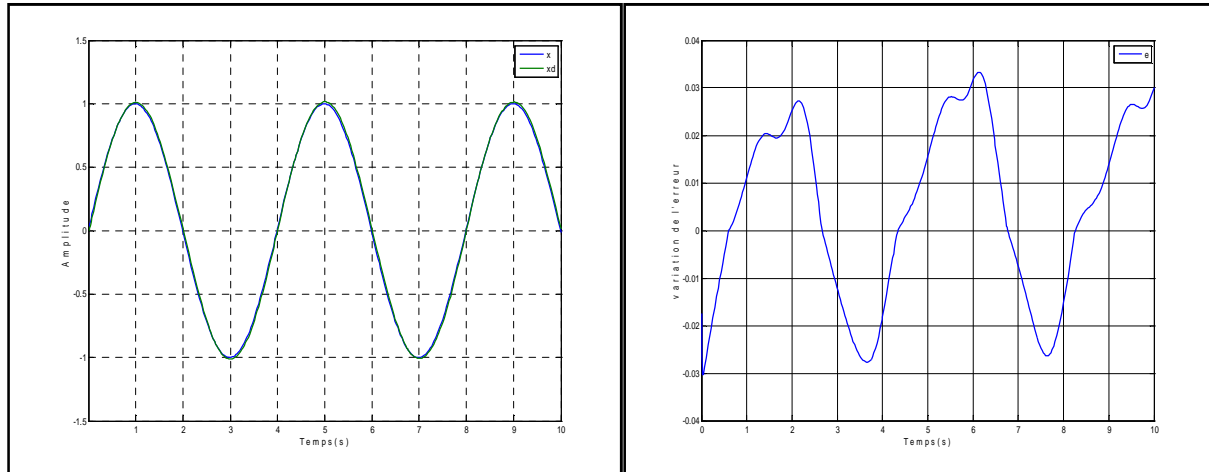 1.5
1
0.5
0
-0.5
-1
-1.5
Amplitude
1 2 3 4 5 6 7 8 9 10
Temps(s)
x
xd
0.04
0.03
0.02
0.01
0
-0.01
-0.02
-0.03
-0.04
variation de l'erreur
0 1 2 3 4 5 6 7 8 9 10
Temps(s)
e